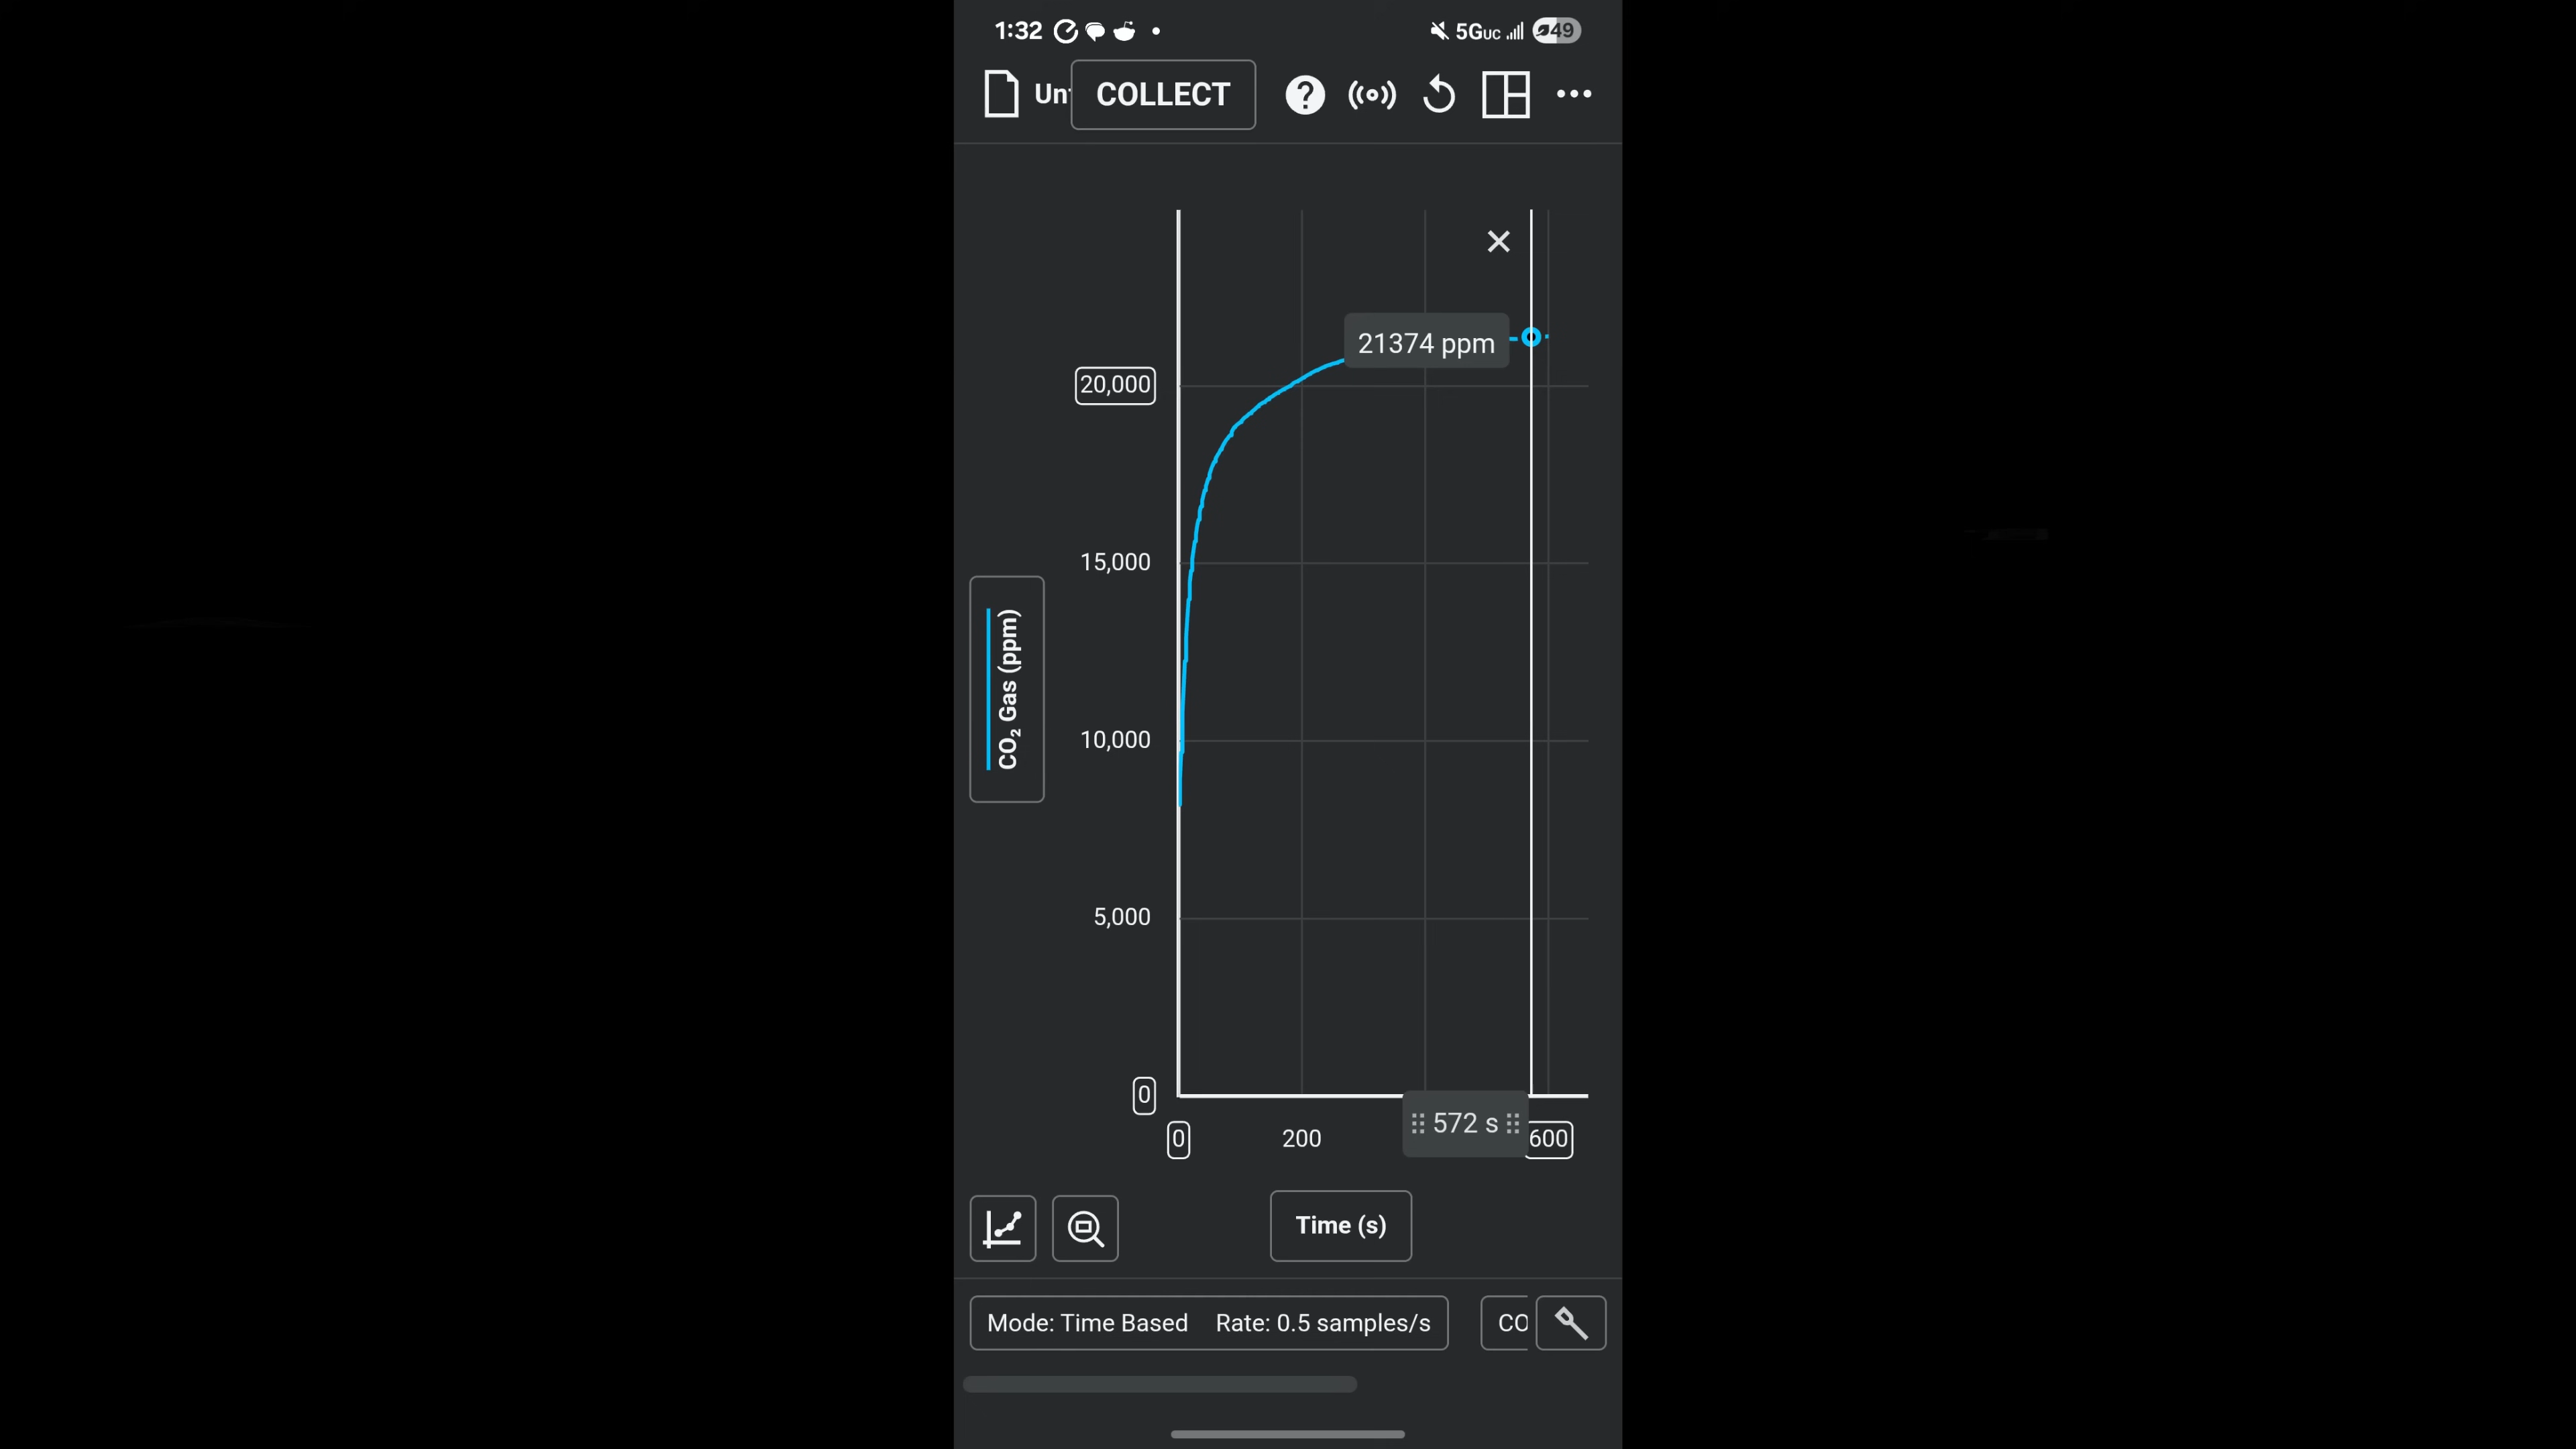 1:32 5Guc 49
Un COLLECT
21374 ppm
20,000
15,000
10,000
5,000
0
CO₂ Gas (ppm)
0 200 572 s 600
Time (s)
Mode: Time Based Rate: 0.5 samples/s CO